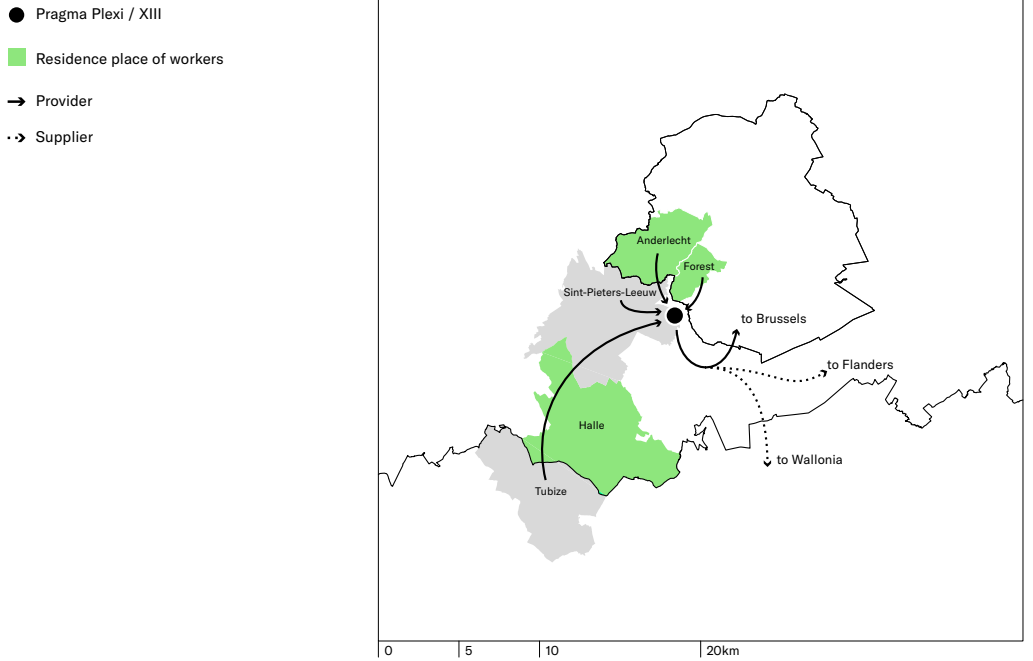 Pragma Plexi / XIII
Residence place of workers
Provider
Supplier
Anderlecht
Forest
Sint-Pieters-Leeuw
to Brussels
to Flanders
Halle
to Wallonia
Tubize
0 5 10 20km